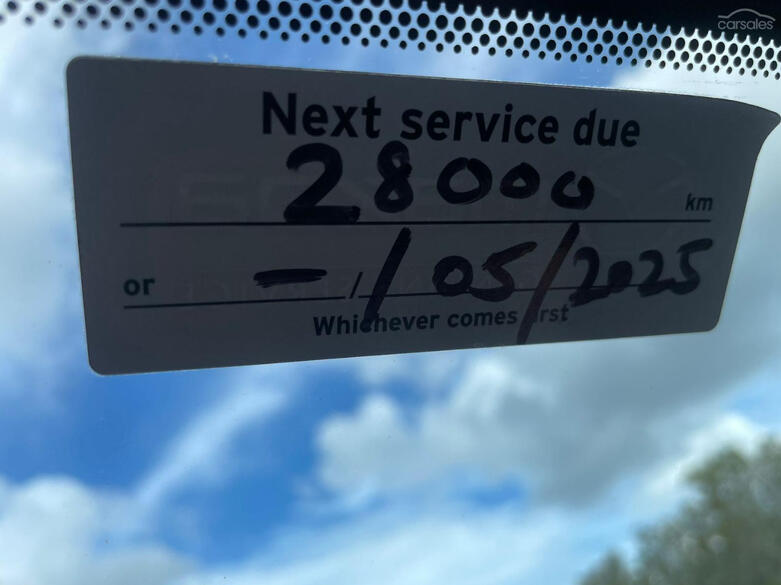 carsales
Next service due
28000 km
or - / 05/2025
Whichever comes first